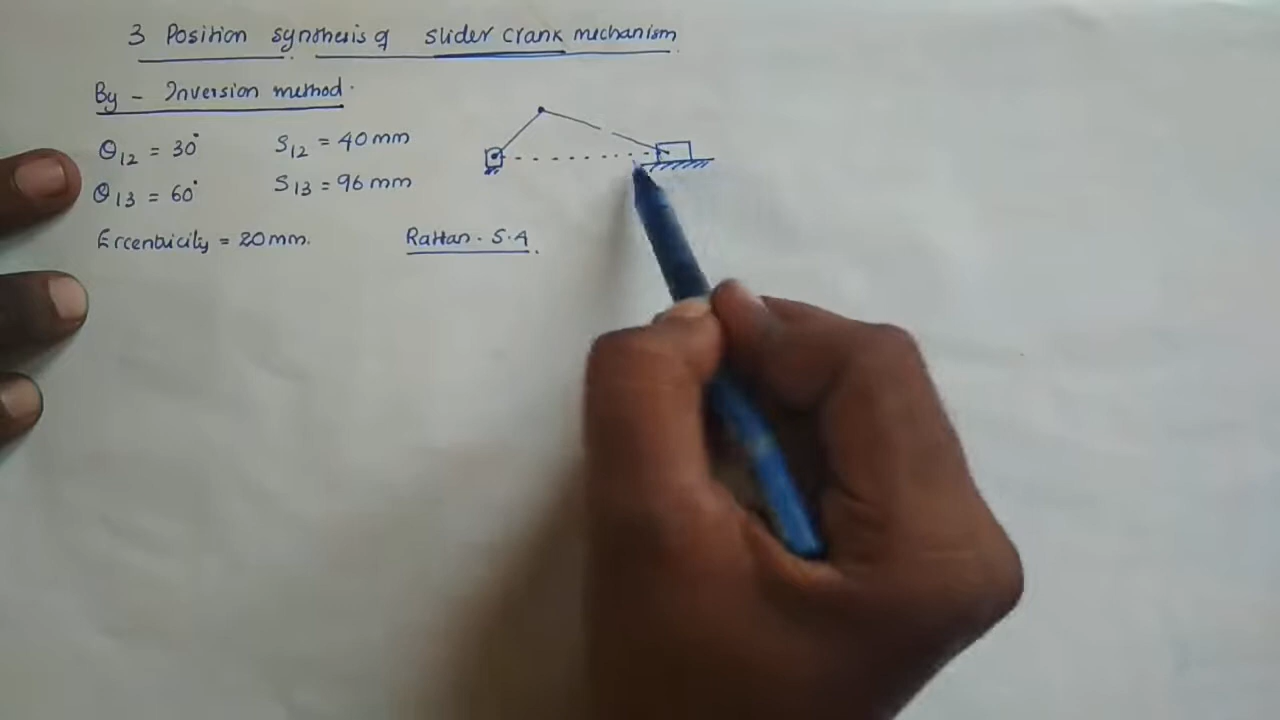 3 Position synthesis of slider crank mechanism
By - Inversion method.
θ12 = 30° S12 = 40 mm
θ13 = 60° S13 = 96 mm
Eccentricity = 20 mm. Rattan - S.A.